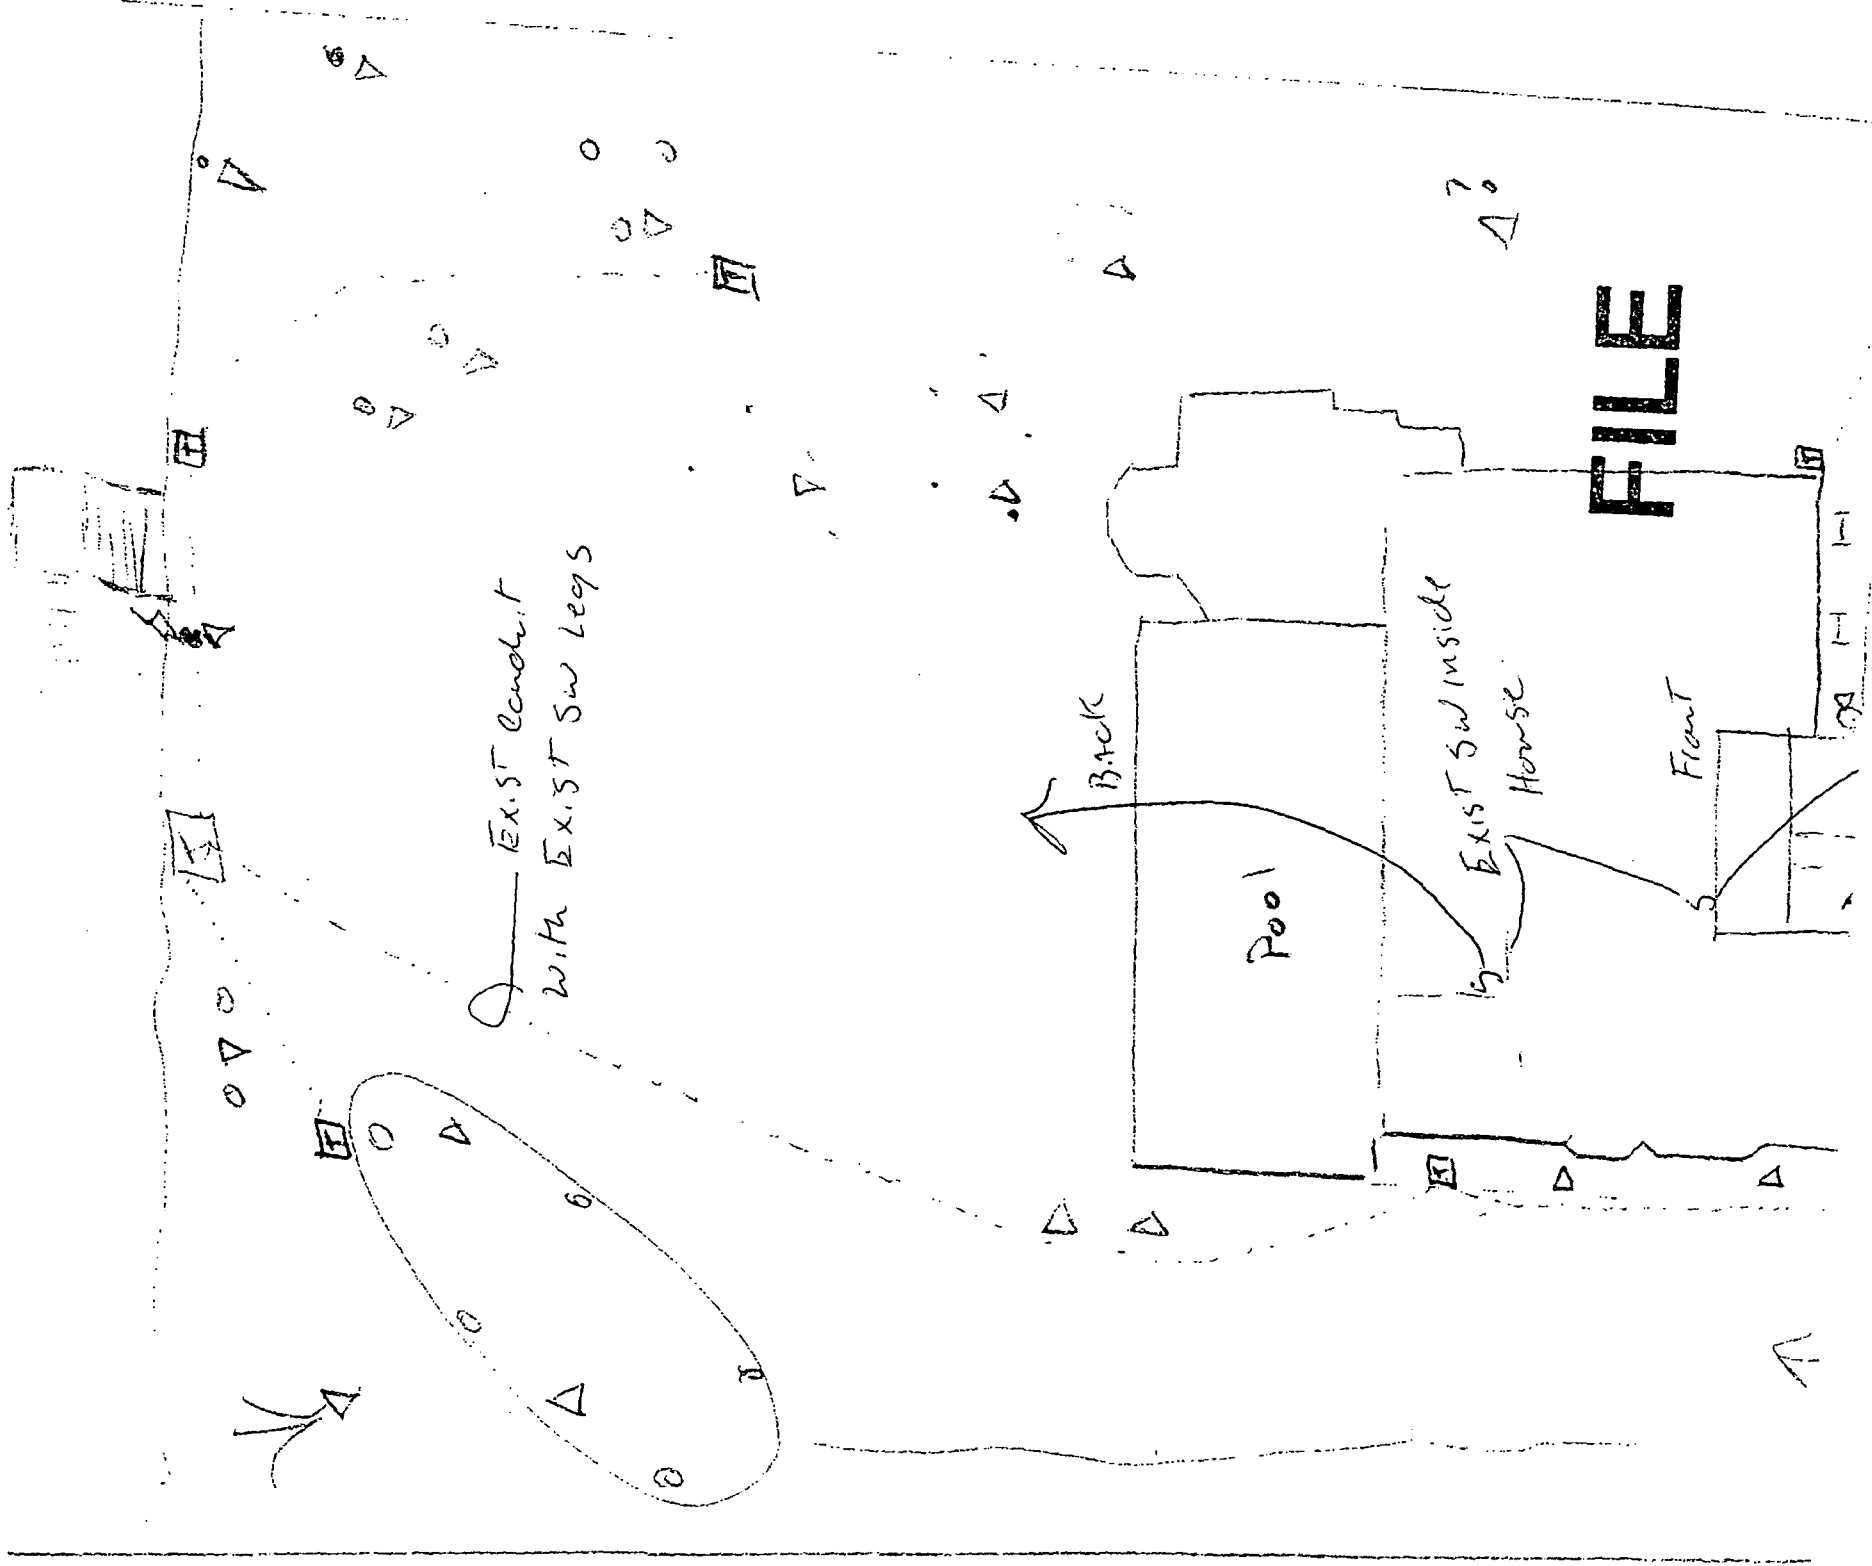 Exist Conduit
with Exist Sw Legs
Back
Pool
Exist Sw inside
House
Front
S
S
FILE
T
T
T
T
T
T
?